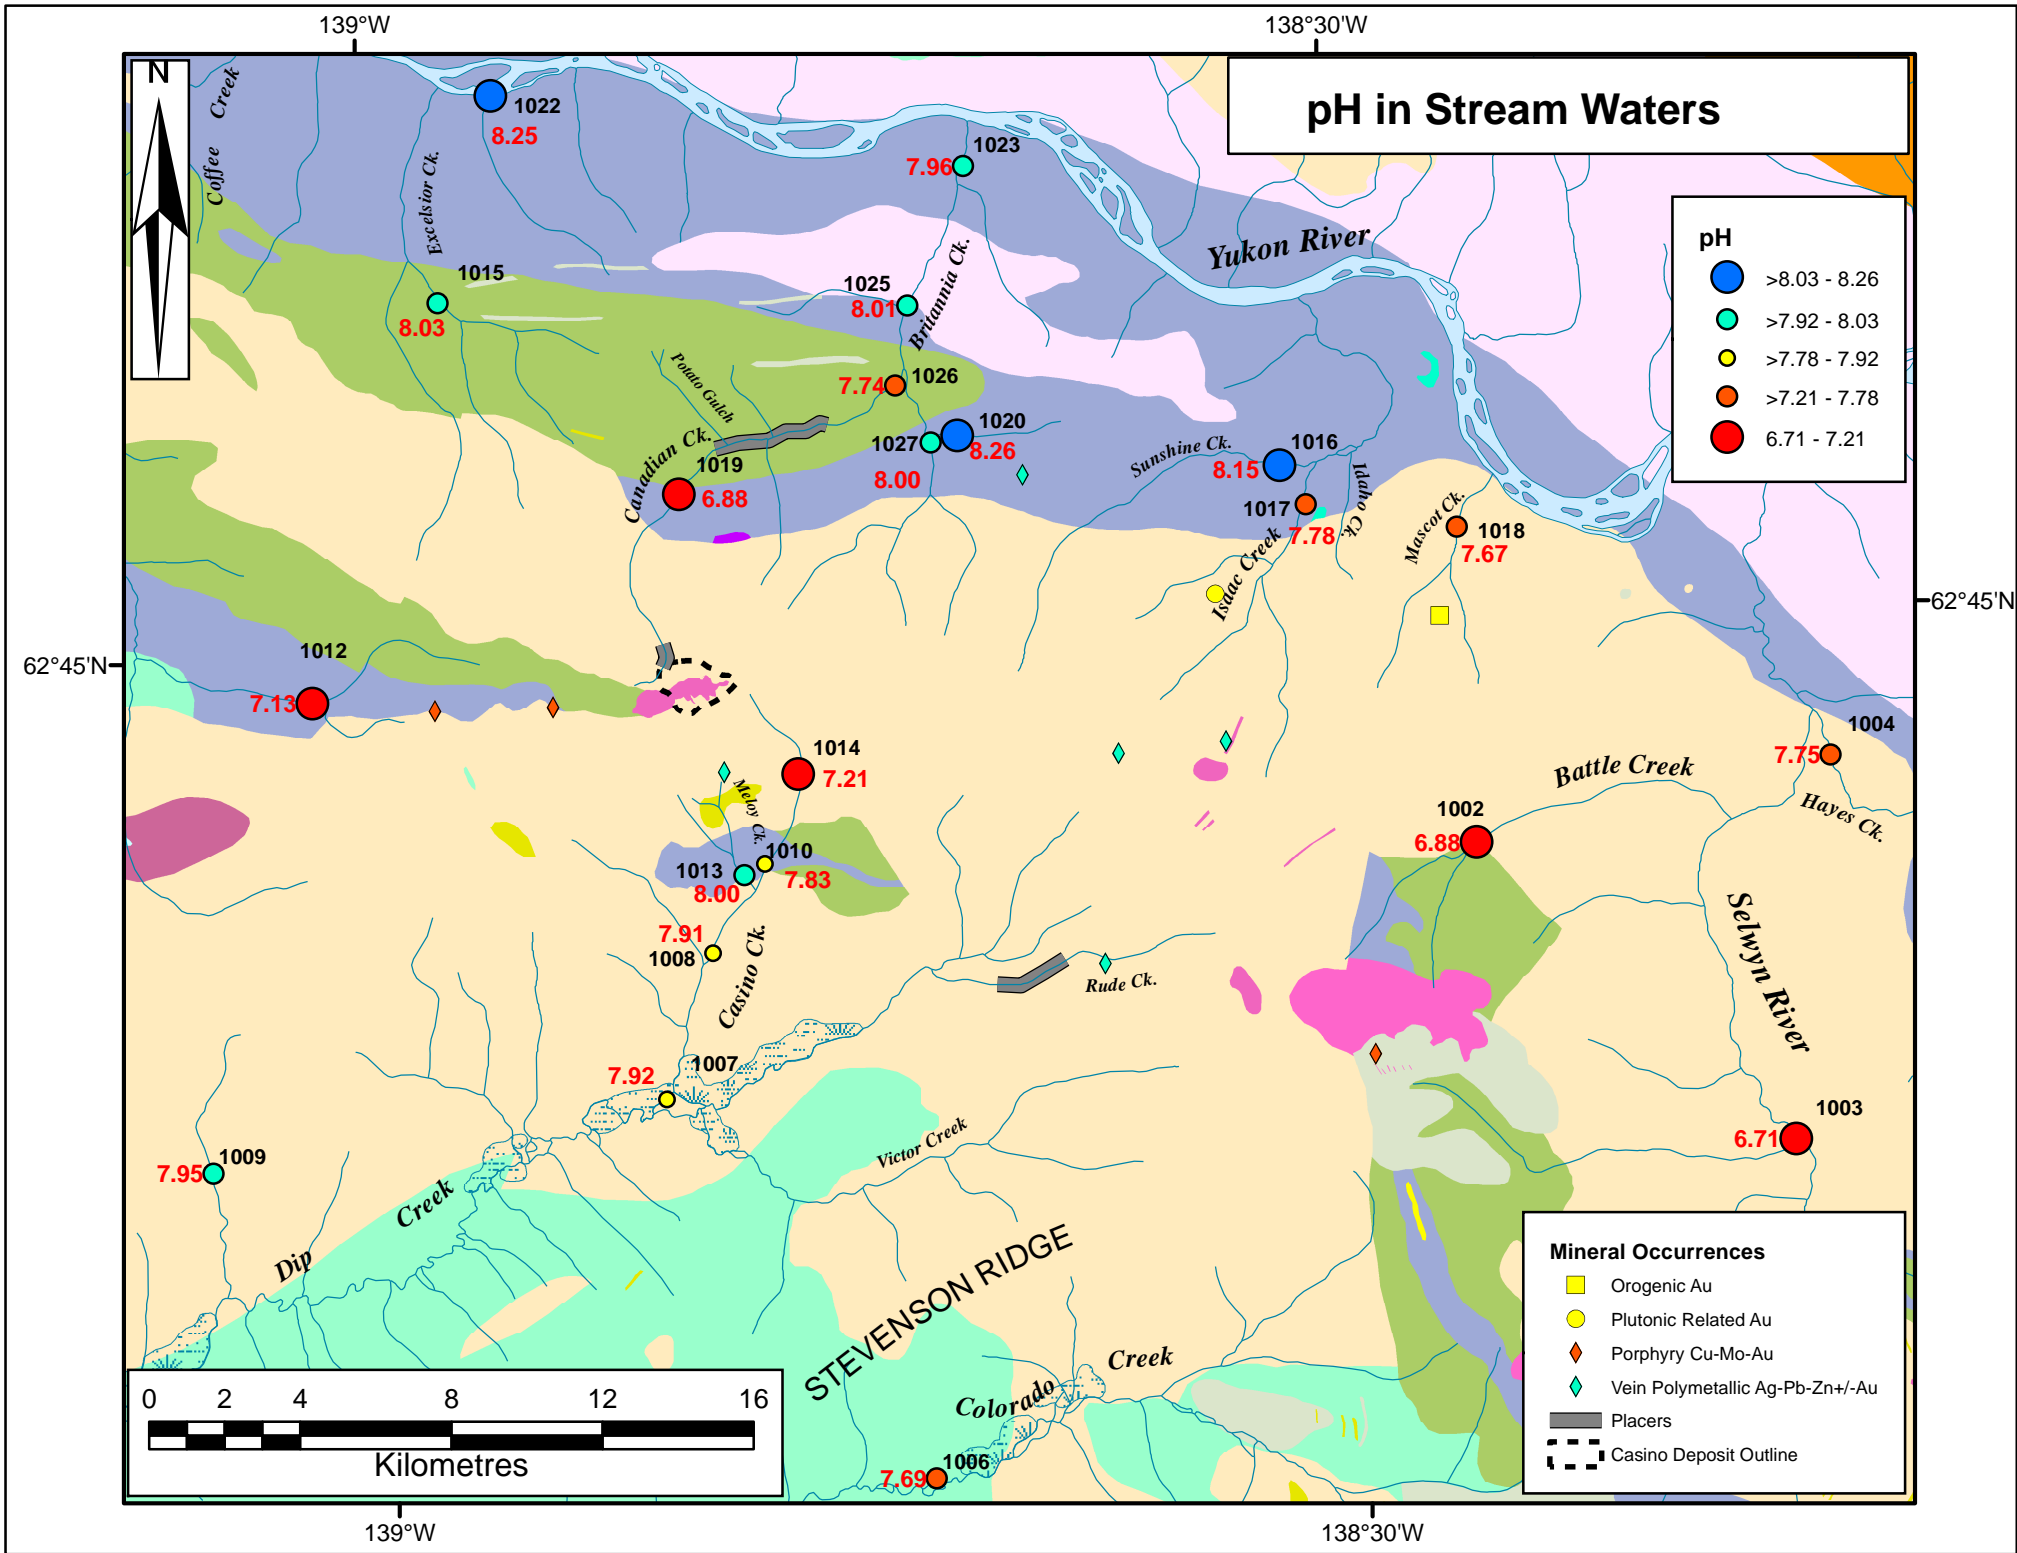 139°W
138°30'W
N
pH in Stream Waters
Coffee Creek
1022
8.25
Excelsior Ck.
1023
7.96
Yukon River
pH
>8.03 - 8.26
>7.92 - 8.03
>7.78 - 7.92
>7.21 - 7.78
6.71 - 7.21
1015
8.03
1025
8.01
Britannia Ck.
Potato Gulch
7.74
1026
1020
8.26
1027
8.00
Canadian Ck.
1019
6.88
Sunshine Ck.
1016
8.15
1017
7.78
Idaho Ck.
Isaac Creek
Mascot Ck.
1018
7.67
62°45'N
62°45'N
1012
7.13
1014
7.21
Meloy Ck.
1010
7.83
1013
8.00
7.91
1008
Casino Ck.
1004
7.75
Battle Creek
Hayes Ck.
1002
6.88
Selwyn River
Rude Ck.
1007
7.92
1003
6.71
Victor Creek
1009
7.95
Dip Creek
STEVENSON RIDGE
Colorado Creek
1006
7.69
Mineral Occurrences
Orogenic Au
Plutonic Related Au
Porphyry Cu-Mo-Au
Vein Polymetallic Ag-Pb-Zn+/-Au
Placers
Casino Deposit Outline
0 2 4 8 12 16
Kilometres
139°W
138°30'W